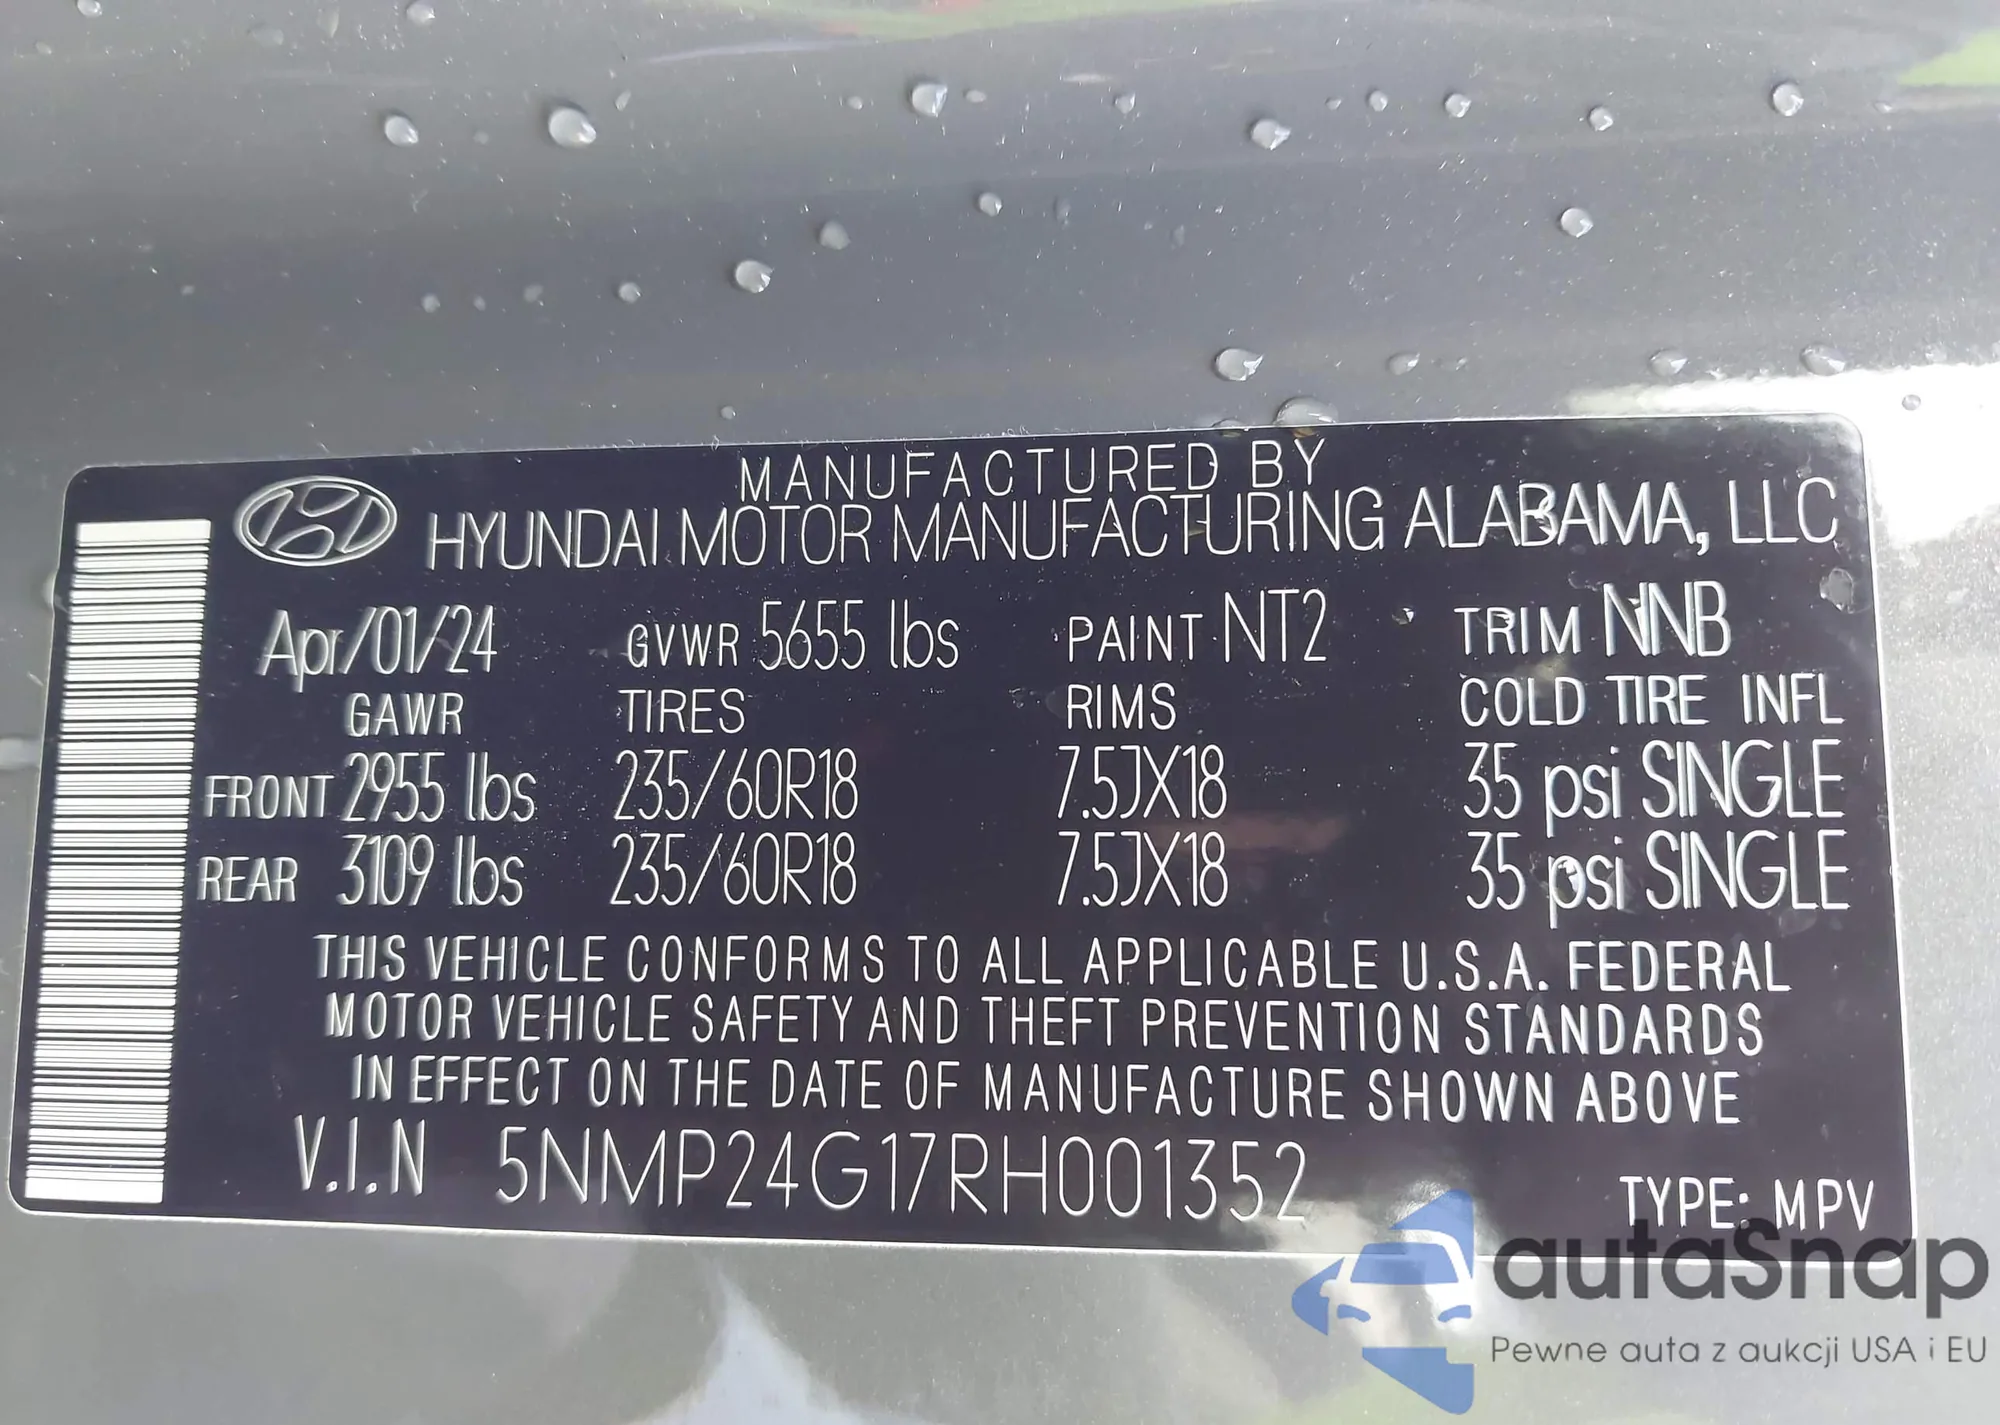 MANUFACTURED BY
HYUNDAI MOTOR MANUFACTURING ALABAMA, LLC
Apr/01/24 GVWR 5655 lbs PAINT NT2 TRIM NNB
GAWR TIRES RIMS COLD TIRE INFL
FRONT 2955 lbs 235/60R18 7.5JX18 35 psi SINGLE
REAR 3109 lbs 235/60R18 7.5JX18 35 psi SINGLE
THIS VEHICLE CONFORMS TO ALL APPLICABLE U.S.A. FEDERAL
MOTOR VEHICLE SAFETY AND THEFT PREVENTION STANDARDS
IN EFFECT ON THE DATE OF MANUFACTURE SHOWN ABOVE
V.I.N 5NMP24G17RH001352
TYPE: MPV
autaSnap
Pewne auta z aukcji USA i EU